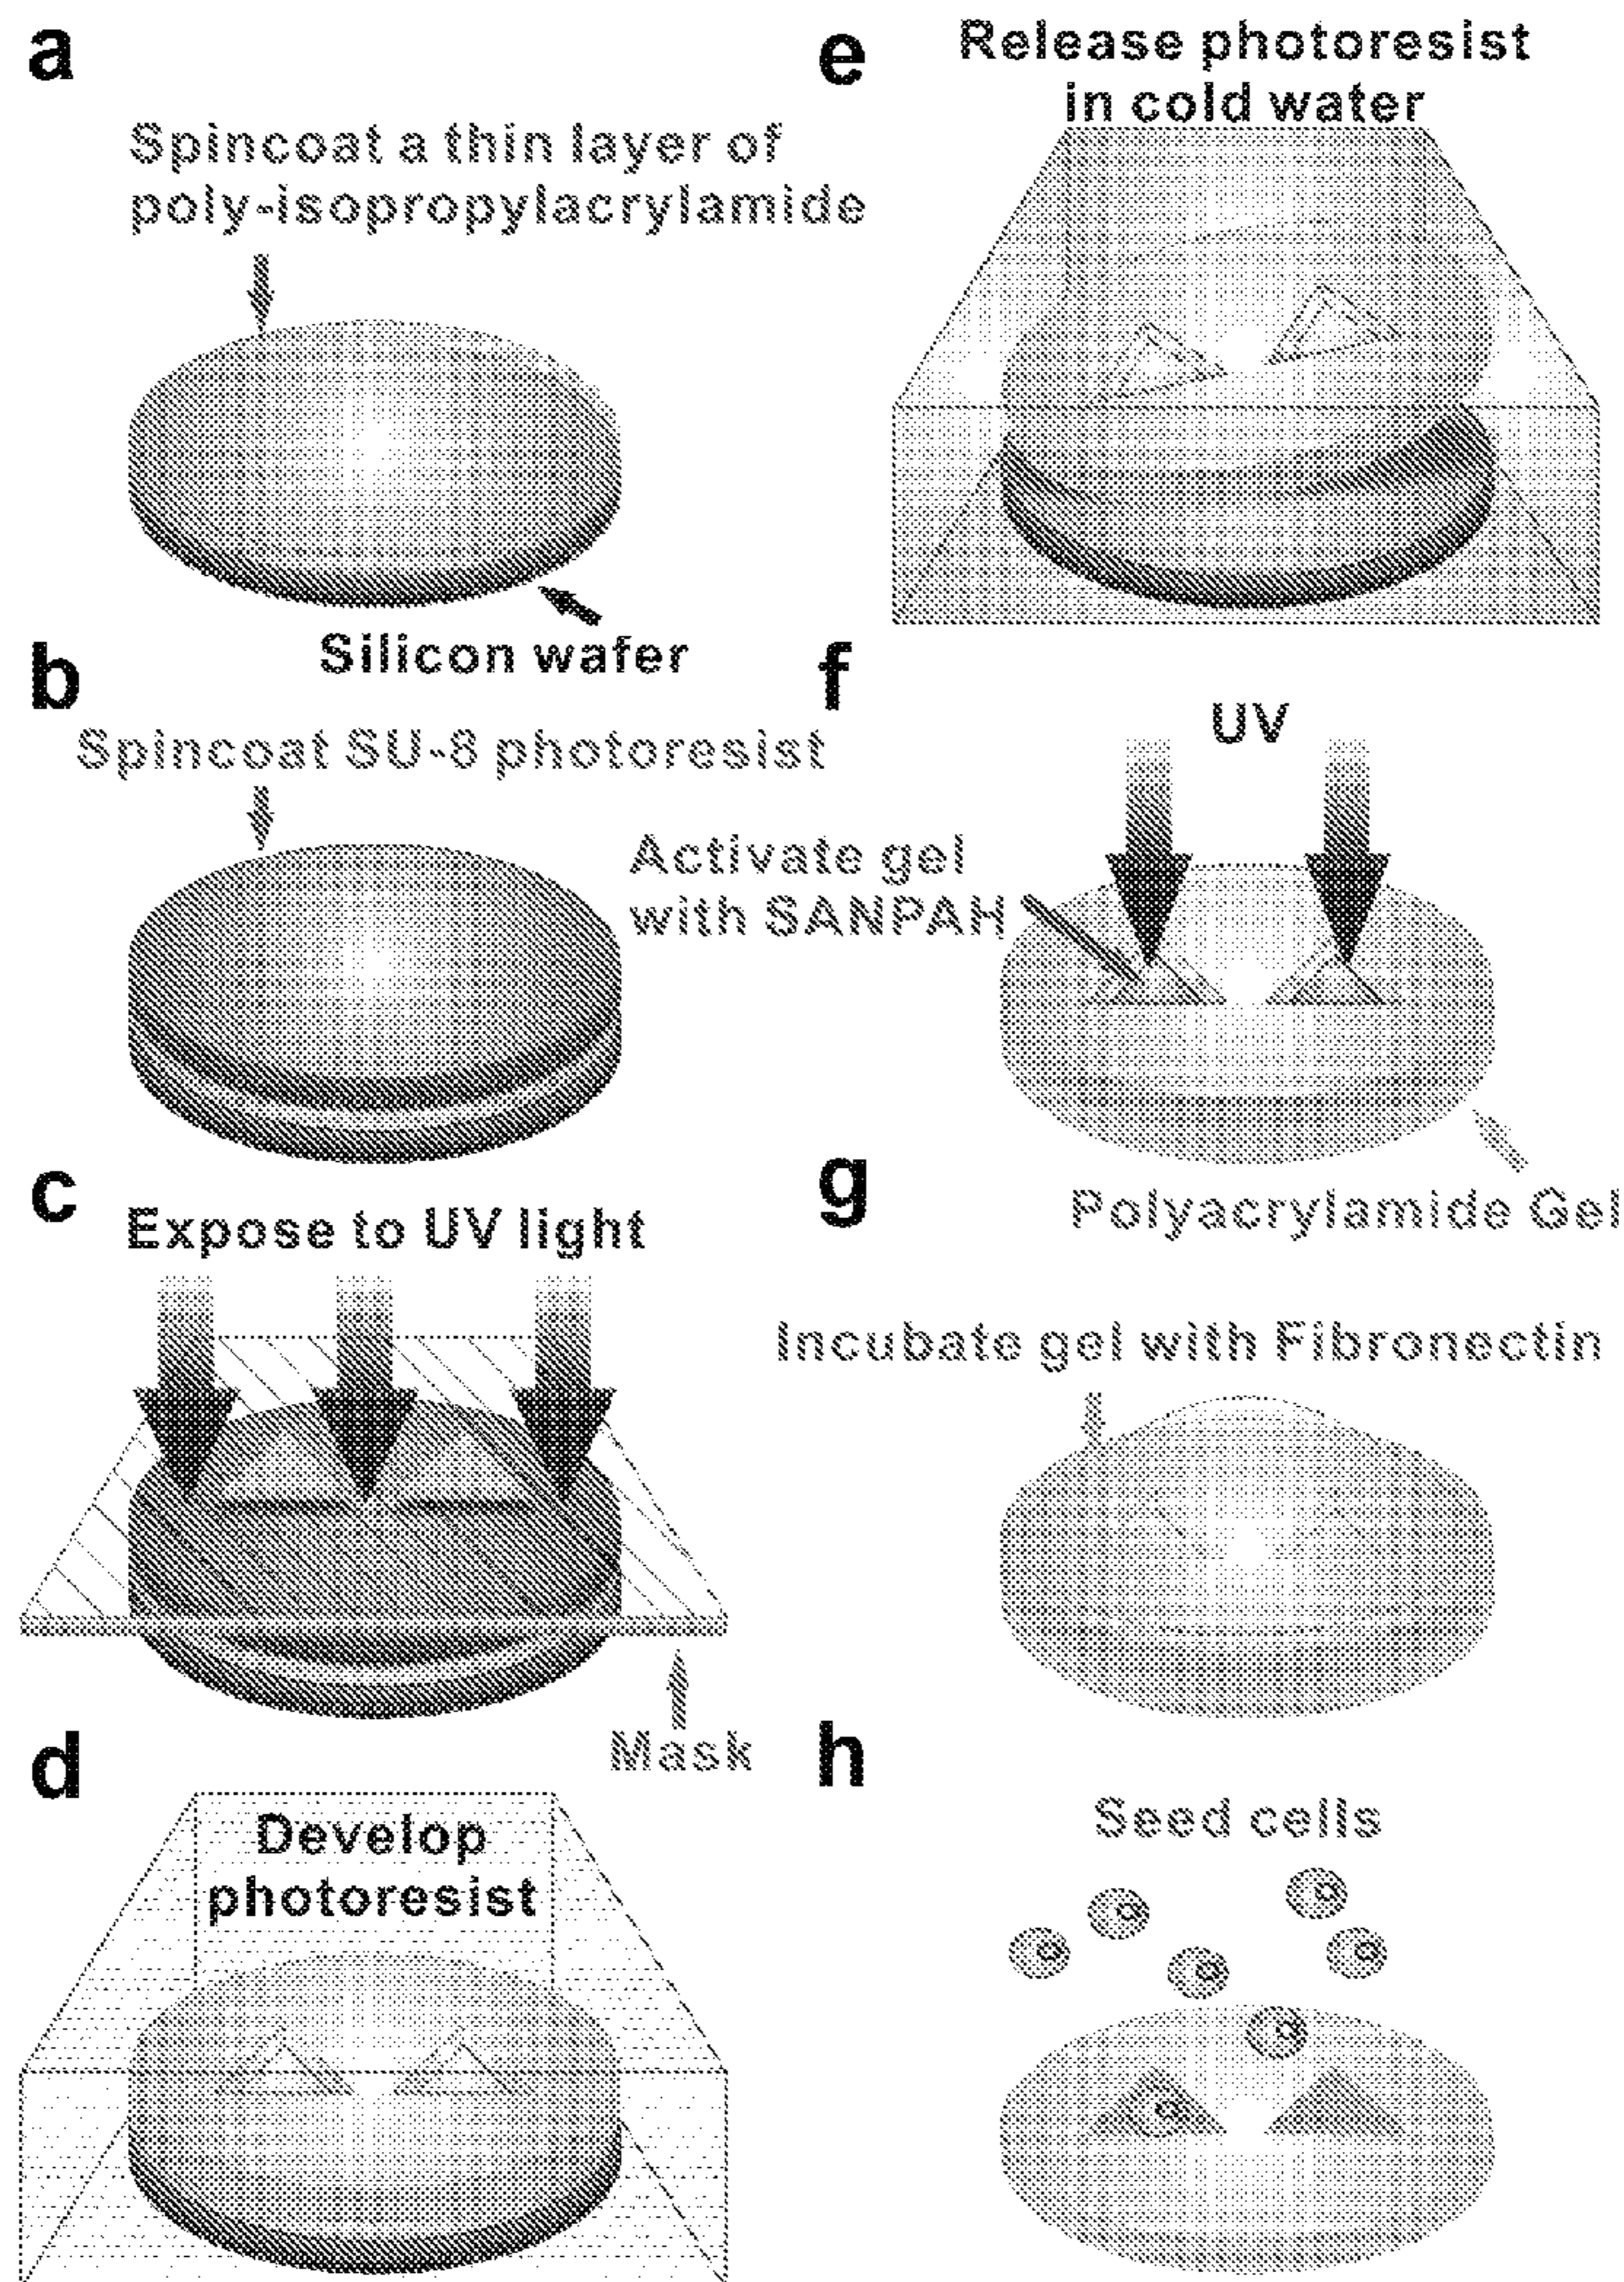 a
Spincoat a thin layer of
poly-isopropylacrylamide
Silicon wafer
b
Spincoat SU-8 photoresist
c
Expose to UV light
Mask
d
Develop
photoresist
e
Release photoresist
in cold water
f
UV
Activate gel
with SANPAH
Polyacrylamide Gel
g
Incubate gel with Fibronectin
h
Seed cells